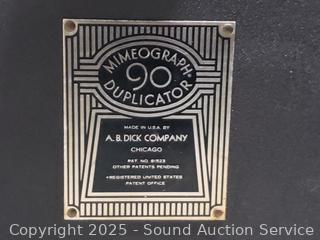 MIMEOGRAPH
90
DUPLICATOR
MADE IN U.S.A. BY
A.B. DICK COMPANY
CHICAGO
PAT. NO. 91523
OTHER PATENTS PENDING
*REGISTERED UNITED STATES
PATENT OFFICE
Copyright 2025 - Sound Auction Service